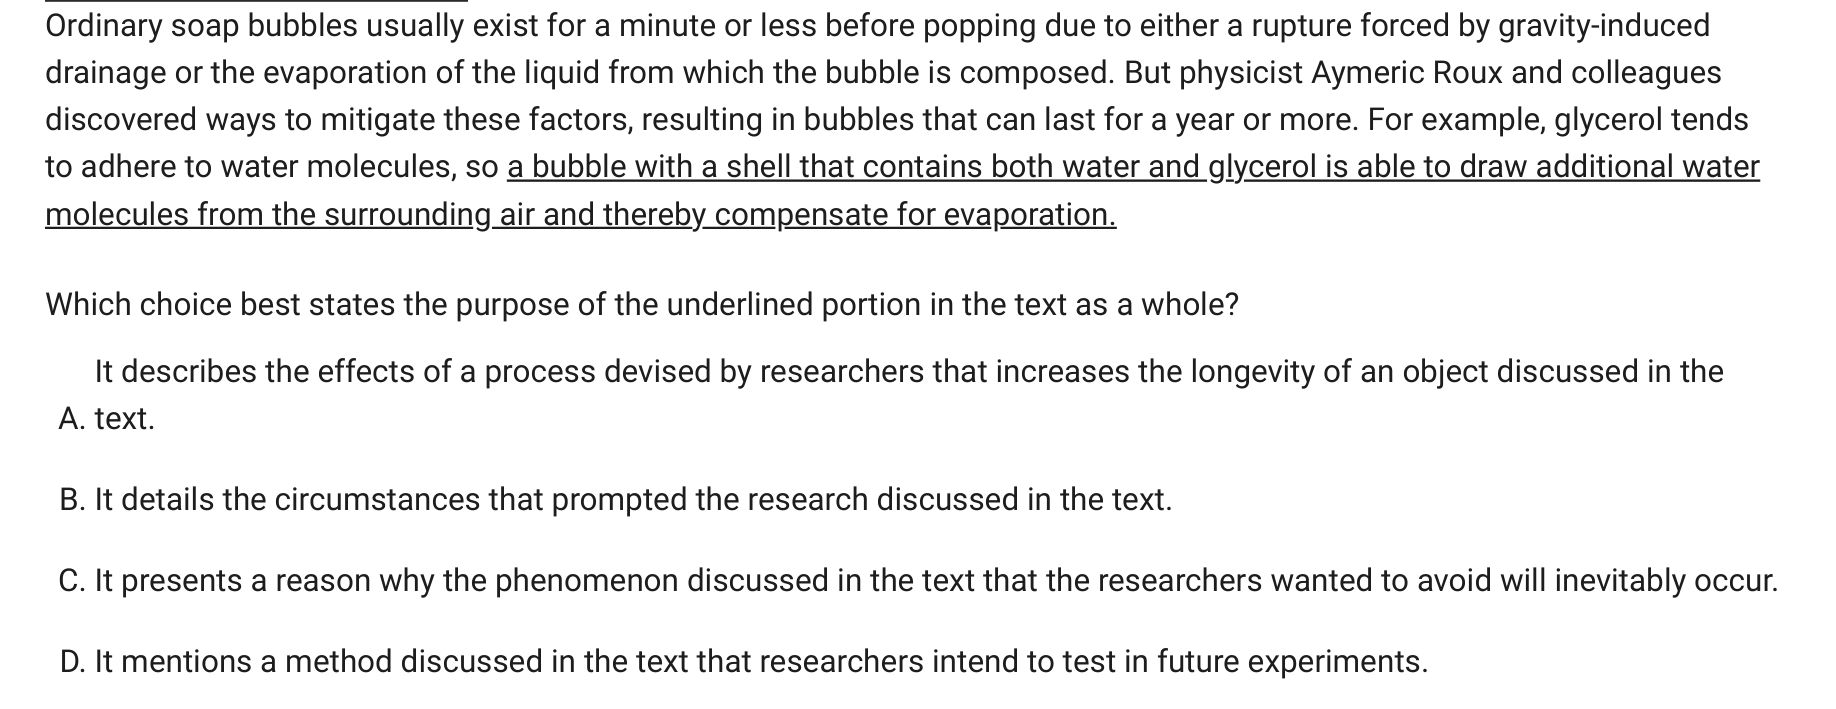 Ordinary soap bubbles usually exist for a minute or less before popping due to either a rupture forced by gravity-induced
drainage or the evaporation of the liquid from which the bubble is composed. But physicist Aymeric Roux and colleagues
discovered ways to mitigate these factors, resulting in bubbles that can last for a year or more. For example, glycerol tends
to adhere to water molecules, so a bubble with a shell that contains both water and glycerol is able to draw additional water
molecules from the surrounding air and thereby compensate for evaporation.
Which choice best states the purpose of the underlined portion in the text as a whole?
It describes the effects of a process devised by researchers that increases the longevity of an object discussed in the
A. text.
B. It details the circumstances that prompted the research discussed in the text.
C. It presents a reason why the phenomenon discussed in the text that the researchers wanted to avoid will inevitably occur.
D. It mentions a method discussed in the text that researchers intend to test in future experiments.